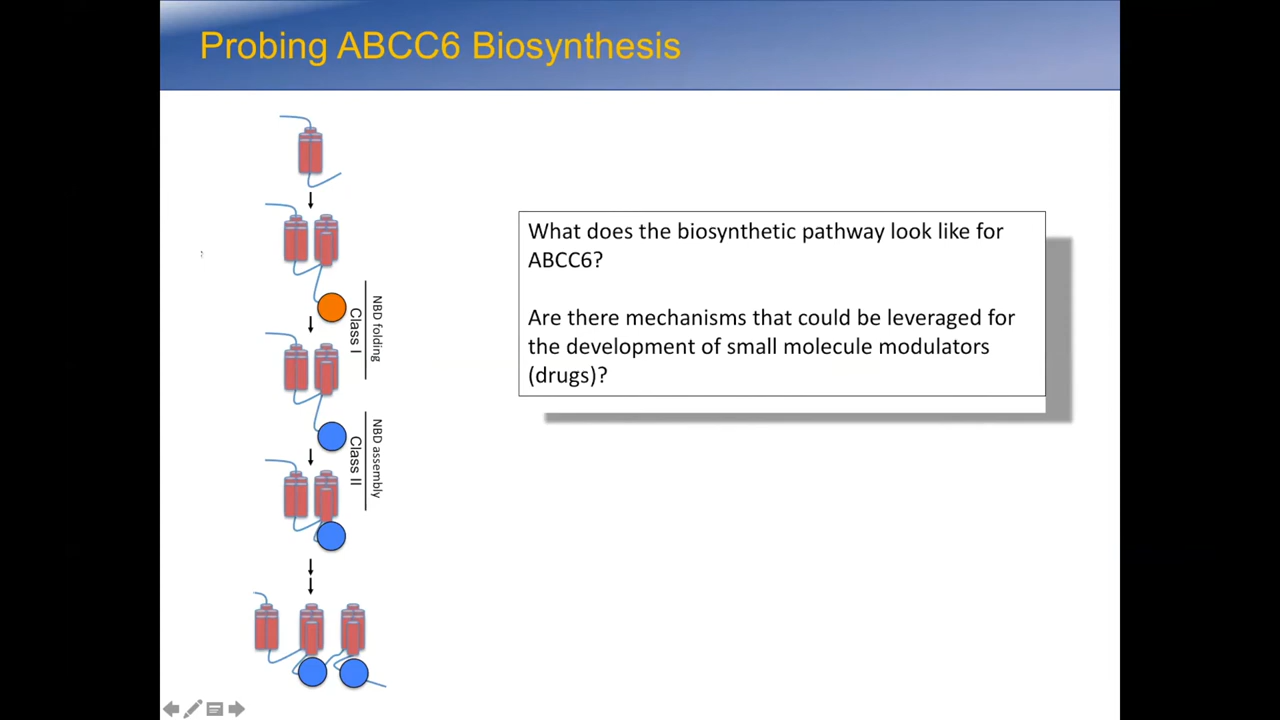 Probing ABCC6 Biosynthesis
NBD folding
Class I
NBD assembly
Class II
What does the biosynthetic pathway look like for
ABCC6?
Are there mechanisms that could be leveraged for
the development of small molecule modulators
(drugs)?